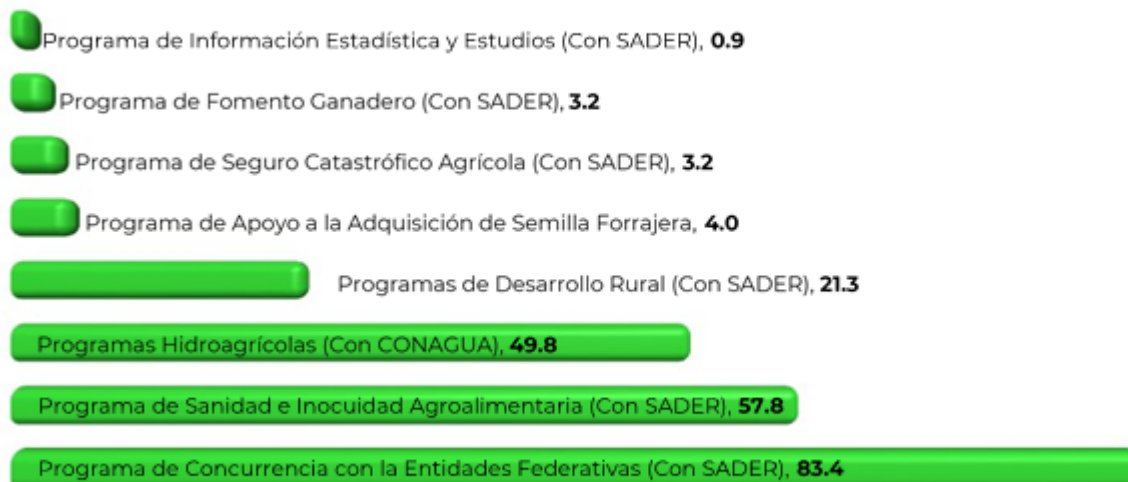 Programa de Información Estadística y Estudios (Con SADER), 0.9
Programa de Fomento Ganadero (Con SADER), 3.2
Programa de Seguro Catastrófico Agrícola (Con SADER), 3.2
Programa de Apoyo a la Adquisición de Semilla Forrajera, 4.0
Programas de Desarrollo Rural (Con SADER), 21.3
Programas Hidroagrícolas (Con CONAGUA), 49.8
Programa de Sanidad e Inocuidad Agroalimentaria (Con SADER), 57.8
Programa de Concurrencia con la Entidades Federativas (Con SADER), 83.4